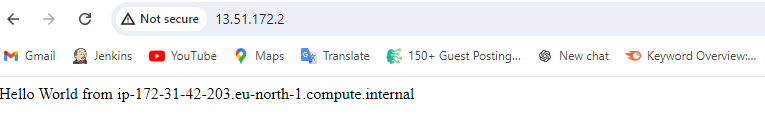 Not secure 13.51.172.2
Gmail Jenkins YouTube Maps Translate 150+ Guest Posting... New chat Keyword Overview:...
Hello World from ip-172-31-42-203.eu-north-1.compute.internal